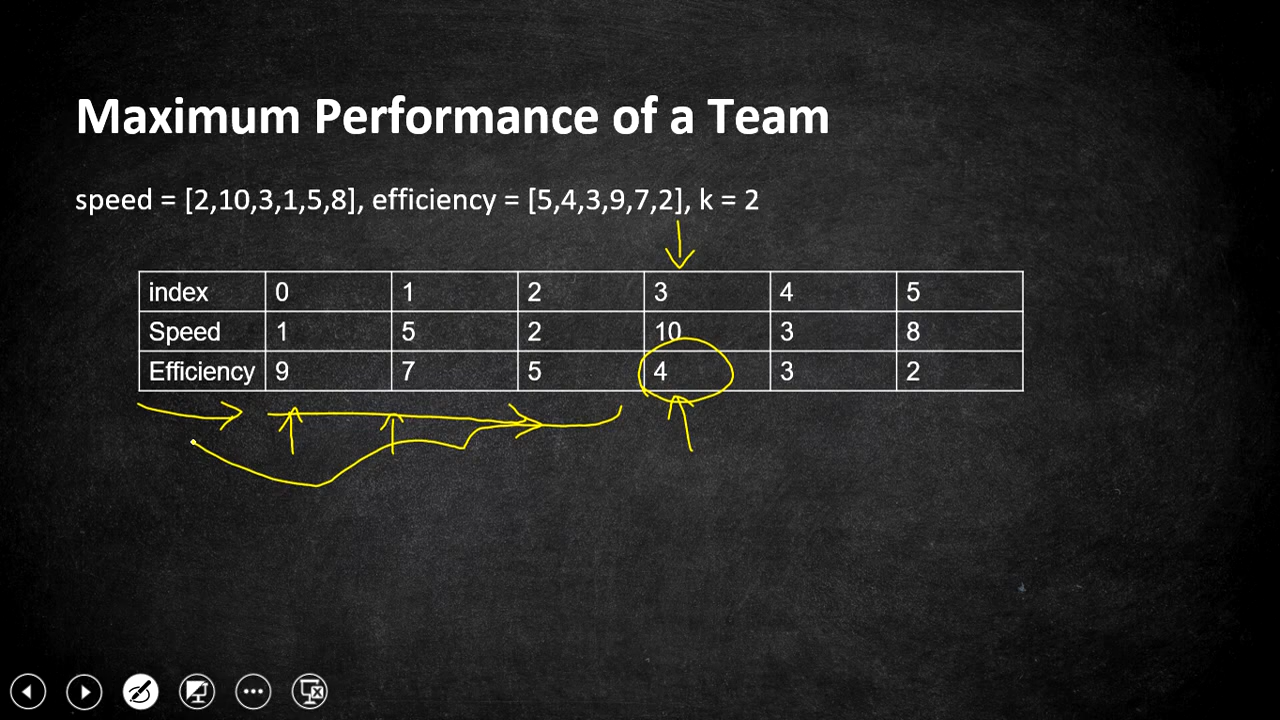 Maximum Performance of a Team
speed = [2,10,3,1,5,8], efficiency = [5,4,3,9,7,2], k = 2
index 0 1 2 3 4 5
Speed 1 5 2 10 3 8
Efficiency 9 7 5 4 3 2